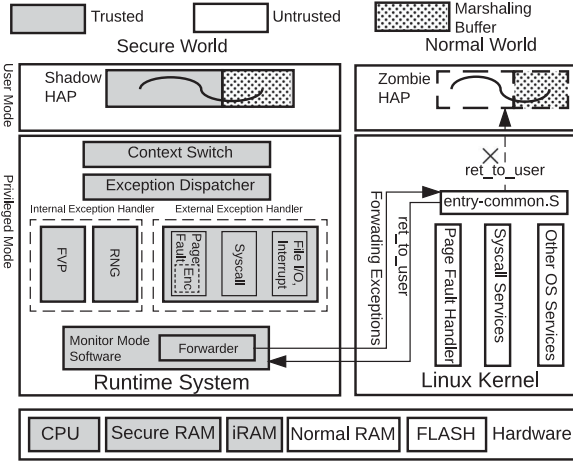 Trusted
Untrusted
Marshaling
Buffer
Secure World
Normal World
User Mode
Shadow
HAP
Zombie
HAP
Privileged Mode
Context Switch
Exception Dispatcher
Internal Exception Handler
External Exception Handler
FVP
RNG
Page
Fault
Enc
Syscall
File I/O,
Interrupt
Monitor Mode
Software
Forwarder
Runtime System
Forwading Exceptions
ret_to_user
ret_to_user
entry-common.S
Page Fault Handler
Syscall Services
Other OS Services
Linux Kernel
CPU
Secure RAM
iRAM
Normal RAM
FLASH
Hardware